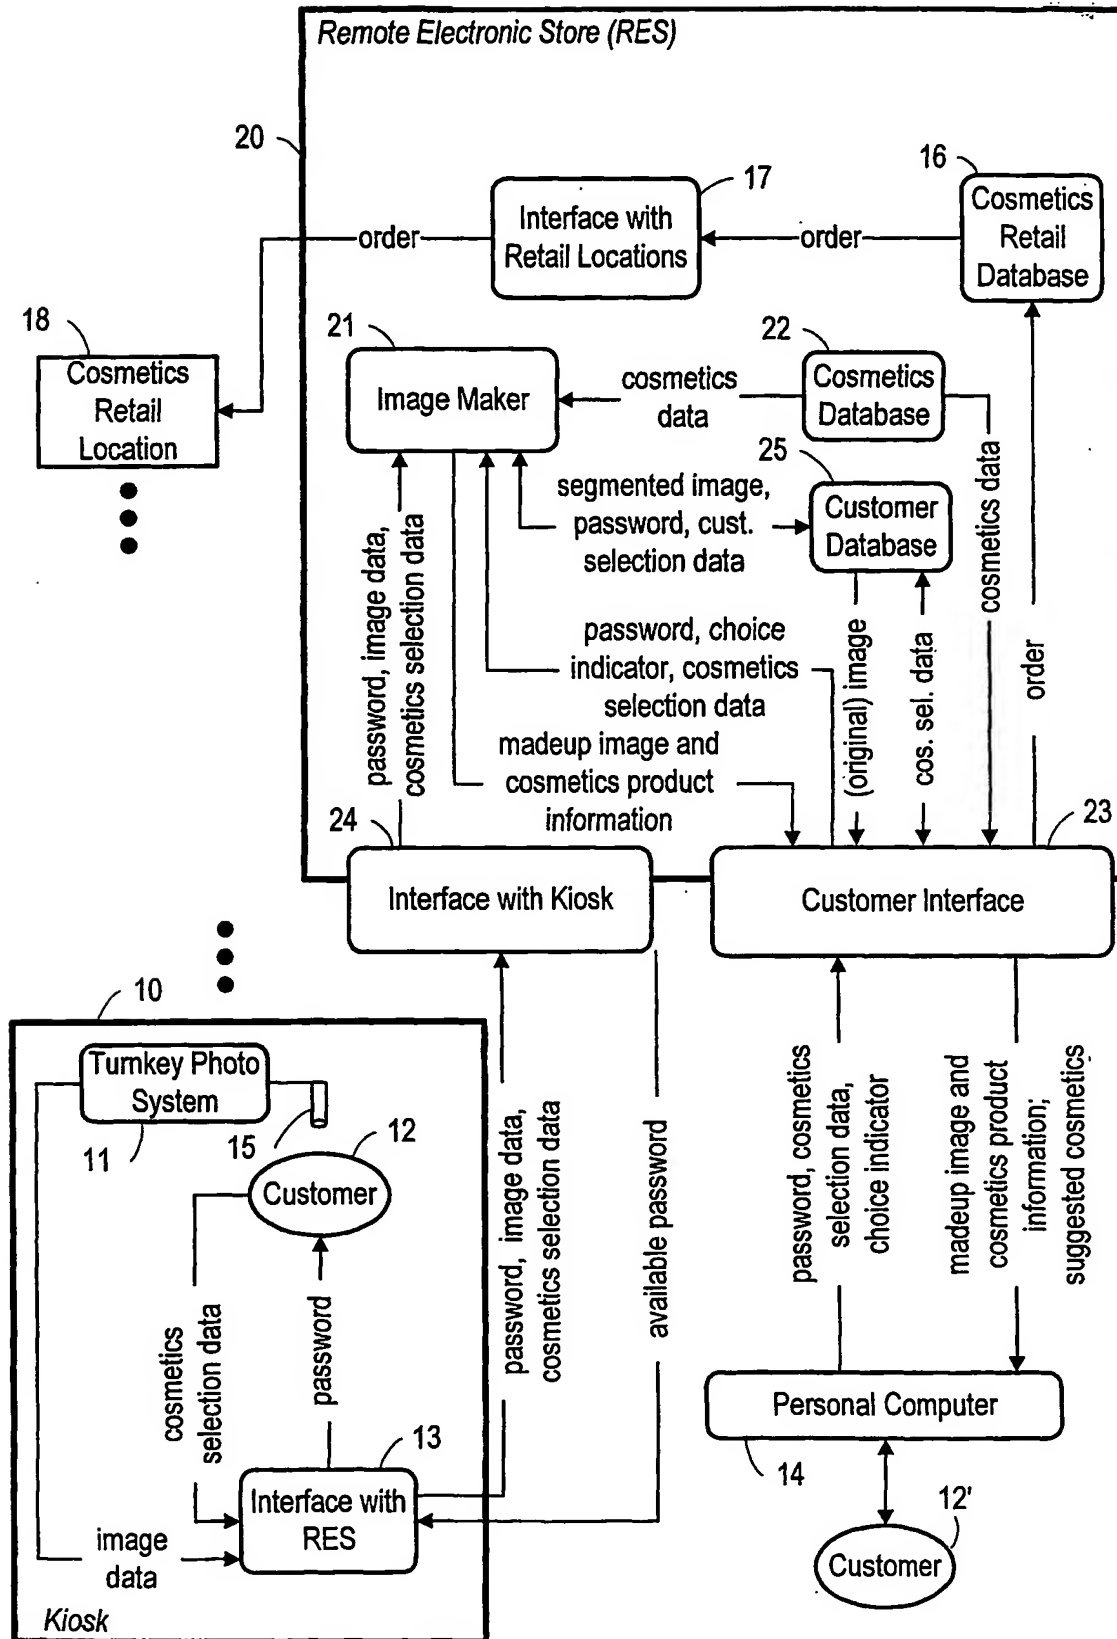 Remote Electronic Store (RES)
20
16
17
Interface with
Retail Locations
order
order
Cosmetics
Retail
Database
18
Cosmetics
Retail
Location
21
Image Maker
cosmetics
data
22
Cosmetics
Database
25
Customer
Database
segmented image,
password, cust.
selection data
password, image data,
cosmetics selection data
password, choice
indicator, cosmetics
selection data
madeup image and
cosmetics product
information
(original) image
cos. sel. data
cosmetics data
order
24
Interface with Kiosk
23
Customer Interface
10
Turnkey Photo
System
11
15
12
Customer
cosmetics
selection data
password
13
Interface with
RES
image
data
Kiosk
password, image data,
cosmetics selection data
available password
password, cosmetics
selection data,
choice indicator
madeup image and
cosmetics product
information;
suggested cosmetics
Personal Computer
14
12'
Customer